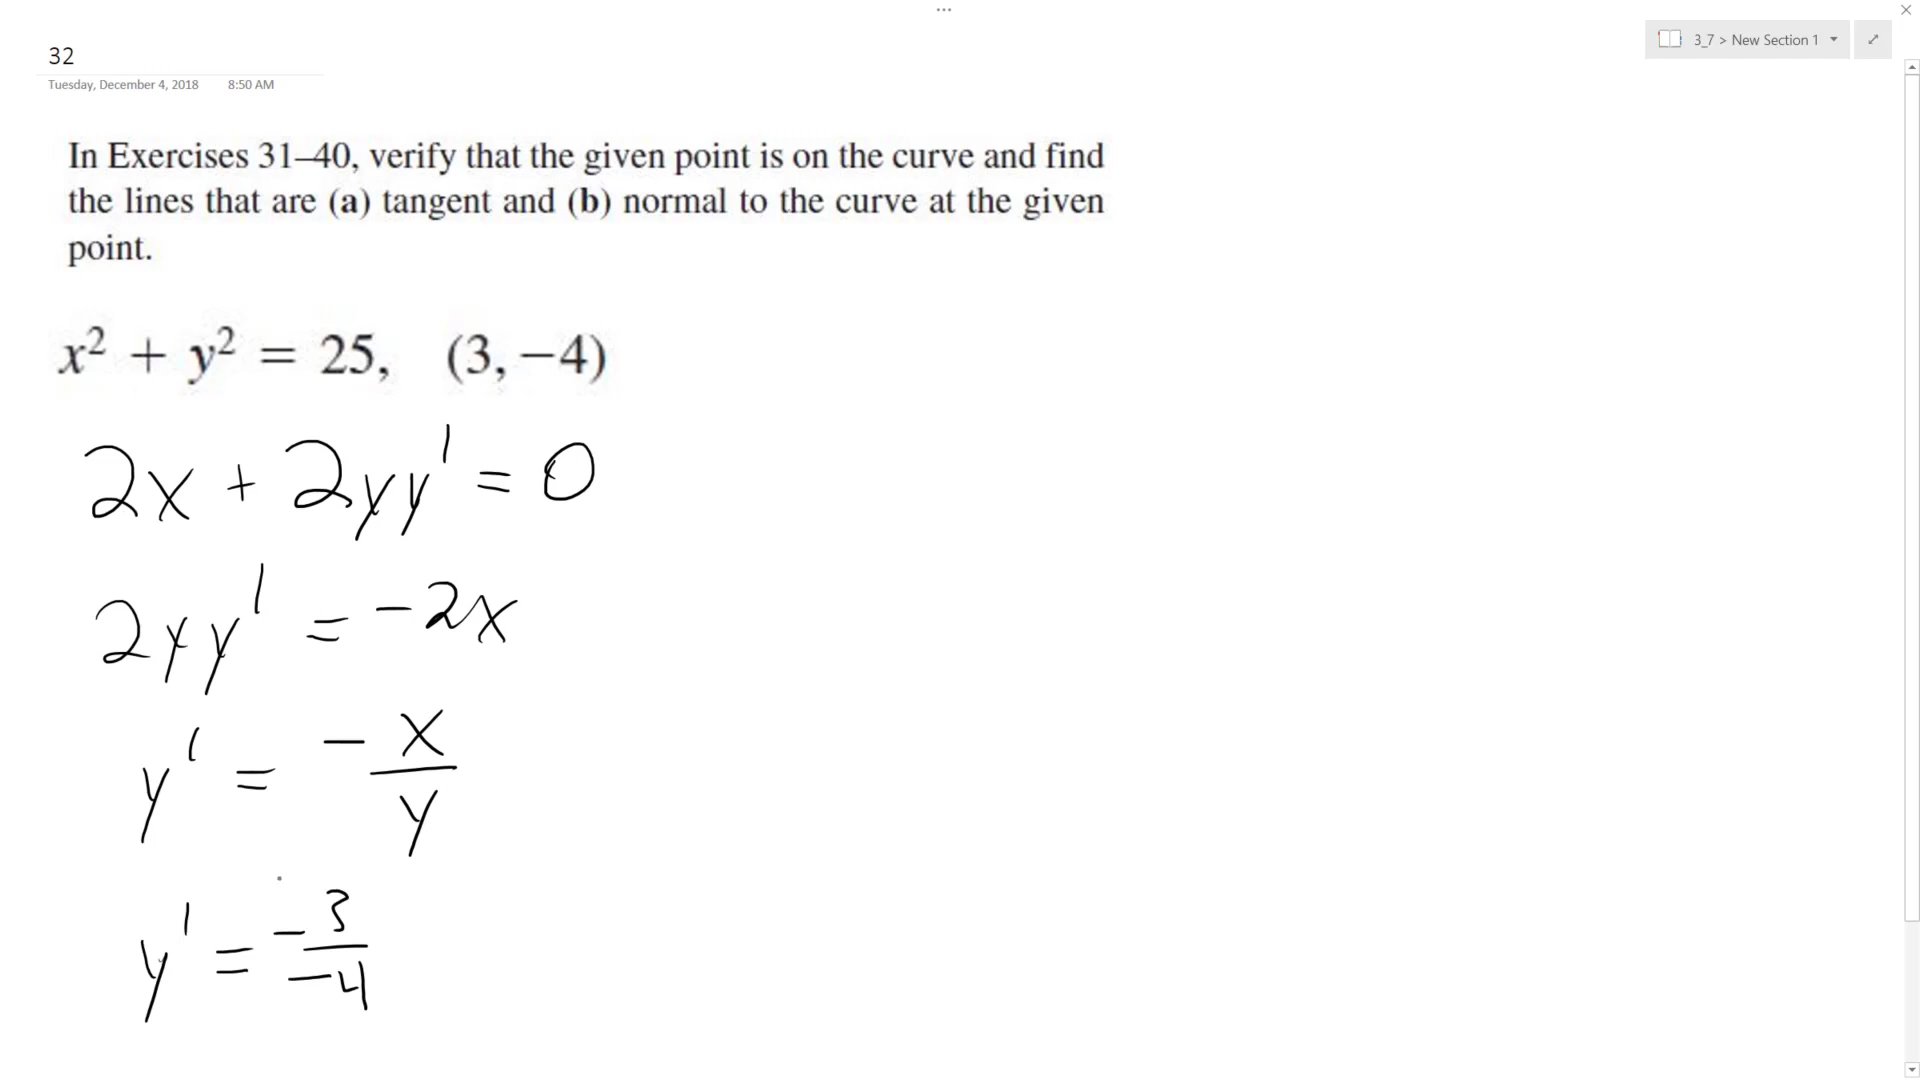 ...
3_7 > New Section 1
32
Tuesday, December 4, 2018 8:50 AM
In Exercises 31–40, verify that the given point is on the curve and find
the lines that are (a) tangent and (b) normal to the curve at the given
point.
x² + y² = 25, (3, −4)
2x + 2yy' = 0
2yy' = -2x
y' = - x/y
y' = - 3/-4